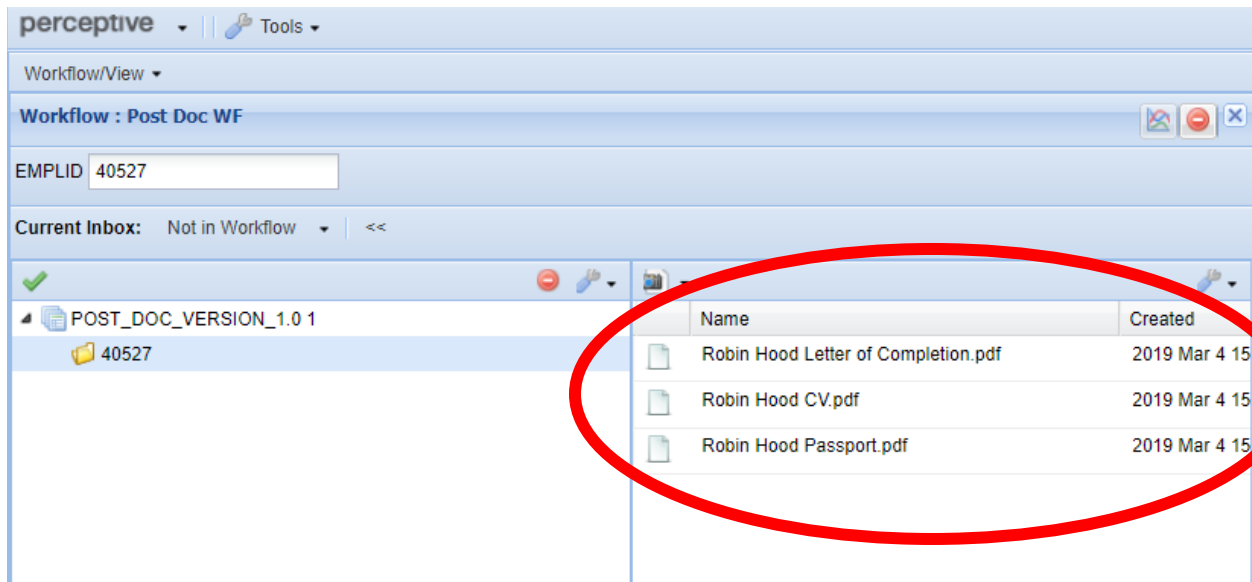 perceptive Tools
Workflow/View
Workflow : Post Doc WF
EMPLID 40527
Current Inbox: Not in Workflow <<
POST_DOC_VERSION_1.0 1
40527
Name Created
Robin Hood Letter of Completion.pdf 2019 Mar 4 15
Robin Hood CV.pdf 2019 Mar 4 15
Robin Hood Passport.pdf 2019 Mar 4 15